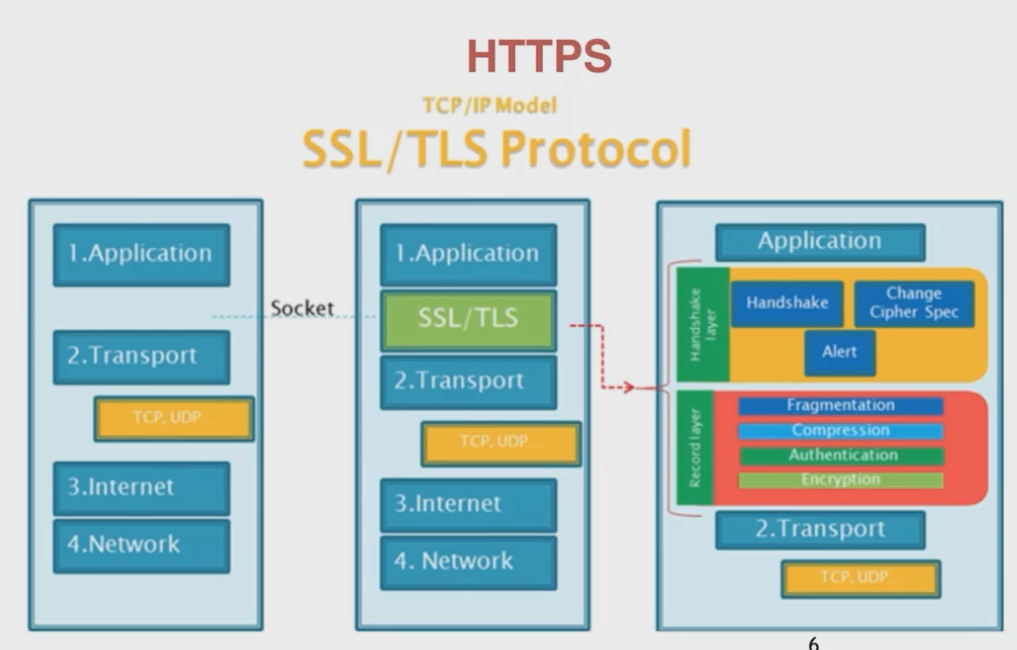 HTTPS
TCP/IP Model
SSL/TLS Protocol
1.Application
2.Transport
TCP, UDP
3.Internet
4.Network
Socket
1.Application
SSL/TLS
2.Transport
TCP, UDP
3.Internet
4. Network
Application
Handshake
layer
Handshake
Change
Cipher Spec
Alert
Record layer
Fragmentation
Compression
Authentication
Encryption
2.Transport
TCP, UDP
6